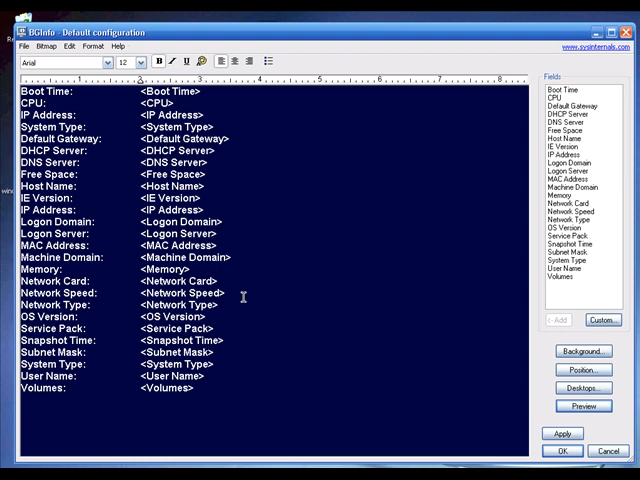 BGInfo - Default configuration
File Bitmap Edit Format Help
www.sysinternals.com
Arial 12 B I U
1 2 3 4 5 6 7 8
Boot Time: <Boot Time>
CPU: <CPU>
IP Address: <IP Address>
System Type: <System Type>
Default Gateway: <Default Gateway>
DHCP Server: <DHCP Server>
DNS Server: <DNS Server>
Free Space: <Free Space>
Host Name: <Host Name>
IE Version: <IE Version>
IP Address: <IP Address>
Logon Domain: <Logon Domain>
Logon Server: <Logon Server>
MAC Address: <MAC Address>
Machine Domain: <Machine Domain>
Memory: <Memory>
Network Card: <Network Card>
Network Speed: <Network Speed>
Network Type: <Network Type>
OS Version: <OS Version>
Service Pack: <Service Pack>
Snapshot Time: <Snapshot Time>
Subnet Mask: <Subnet Mask>
System Type: <System Type>
User Name: <User Name>
Volumes: <Volumes>
Fields
Boot Time
CPU
Default Gateway
DHCP Server
DNS Server
Free Space
Host Name
IE Version
IP Address
Logon Domain
Logon Server
MAC Address
Machine Domain
Memory
Network Card
Network Speed
Network Type
OS Version
Service Pack
Snapshot Time
Subnet Mask
System Type
User Name
Volumes
<- Add
Custom...
Background...
Position...
Desktops...
Preview
Apply
OK
Cancel